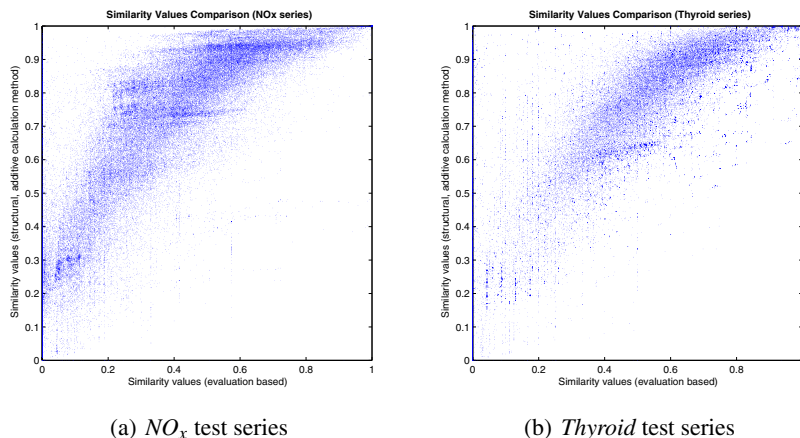 Similarity Values Comparison (NOx series)
1
0.9
0.8
0.7
0.6
0.5
0.4
0.3
0.2
0.1
0
Similarity values (structural, additive calculation method)
0 0.2 0.4 0.6 0.8 1
Similarity values (evaluation based)
(a) NOx test series
Similarity Values Comparison (Thyroid series)
1
0.9
0.8
0.7
0.6
0.5
0.4
0.3
0.2
0.1
0
Similarity values (structural, additive calculation method)
0 0.2 0.4 0.6 0.8
Similarity values (evaluation based)
(b) Thyroid test series